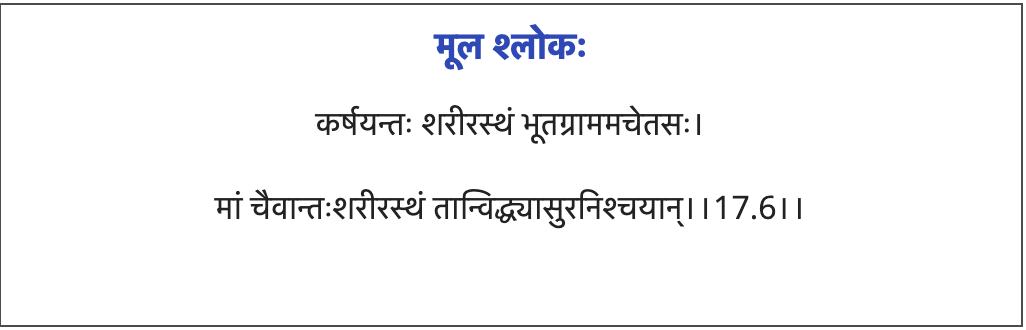 मूल श्लोकः
कर्षयन्तः शरीरस्थं भूतग्राममचेतसः।
मां चैवान्तःशरीरस्थं तान्विद्ध्यासुरनिश्चयान्।।17.6।।